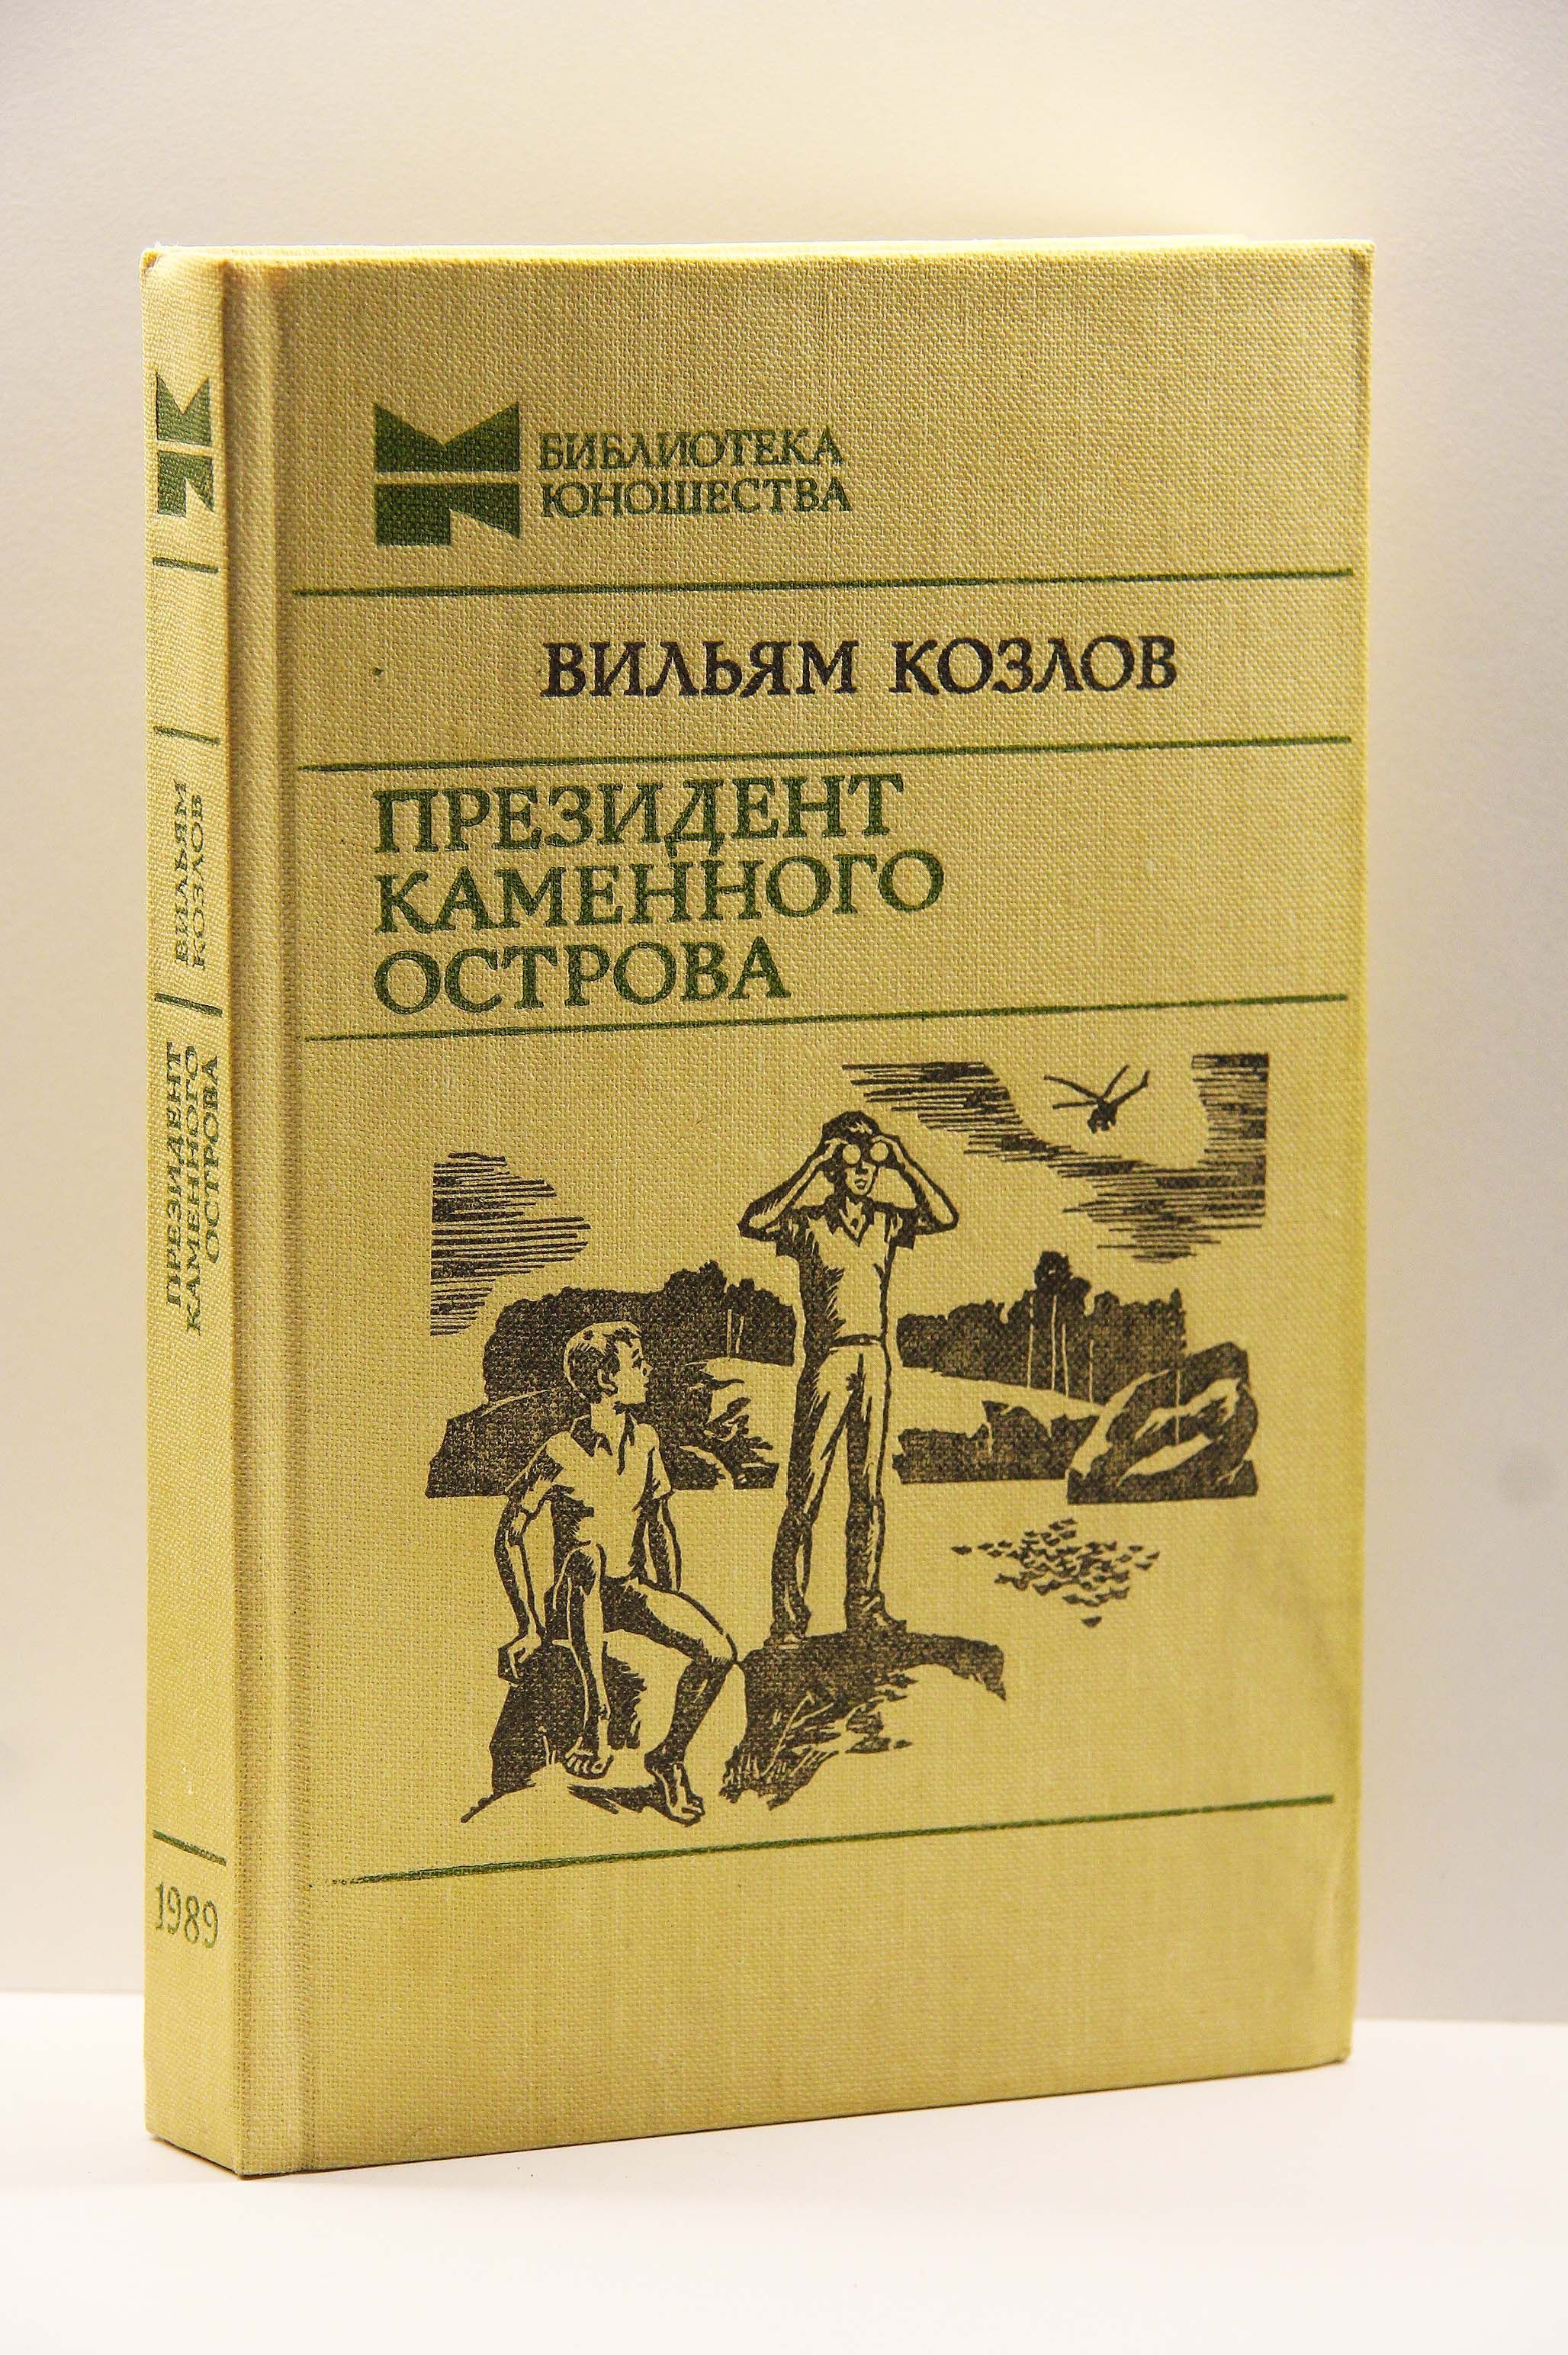 БИБЛИОТЕКА
ЮНОШЕСТВА
ВИЛЬЯМ КОЗЛОВ
ПРЕЗИДЕНТ
КАМЕННОГО
ОСТРОВА
ВИЛЬЯМ
КОЗЛОВ
ПРЕЗИДЕНТ
КАМЕННОГО
ОСТРОВА
1989